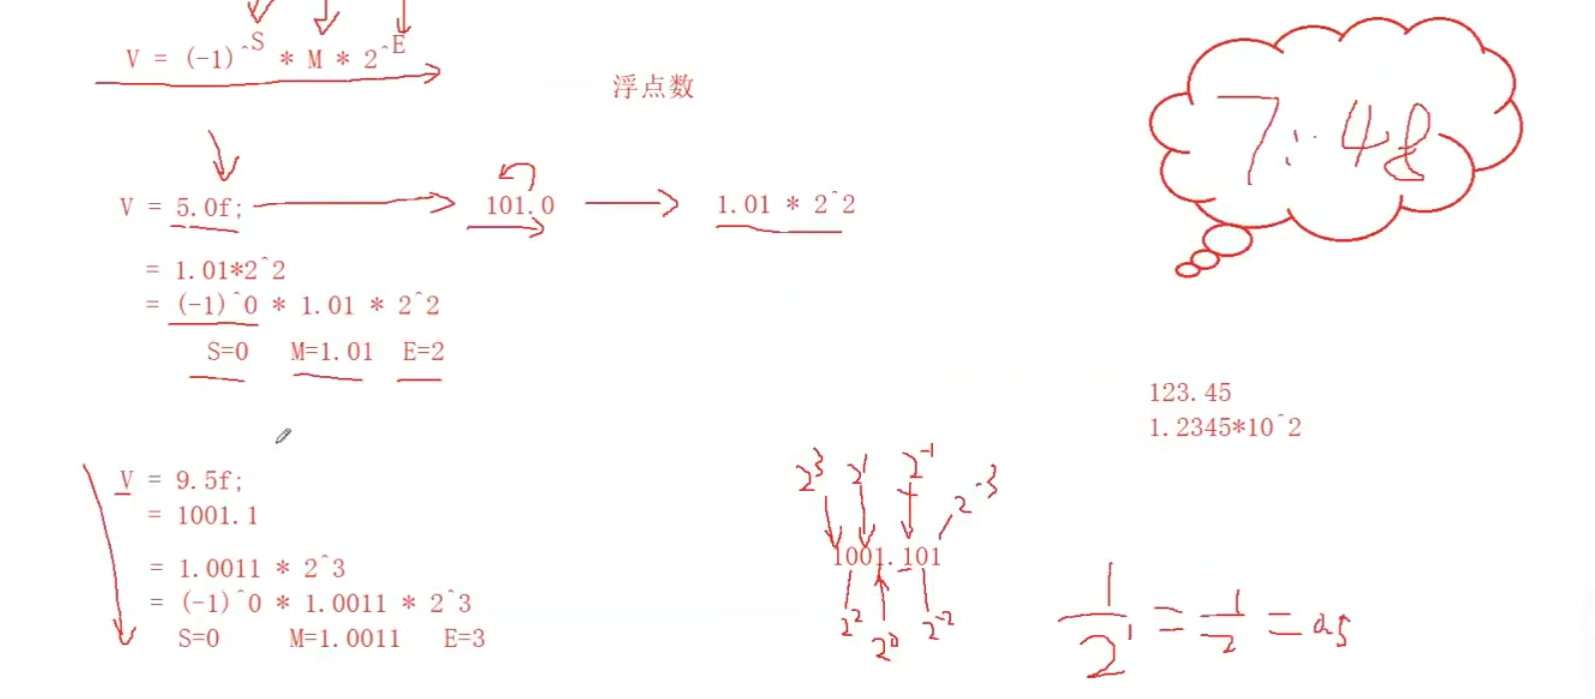 V = (-1)^S * M * 2^E
浮点数
7:48
V = 5.0f;
101.0
1.01 * 2^2
= 1.01*2^2
= (-1)^0 * 1.01 * 2^2
S=0 M=1.01 E=2
123.45
1.2345*10^2
V = 9.5f;
= 1001.1
= 1.0011 * 2^3
= (-1)^0 * 1.0011 * 2^3
S=0 M=1.0011 E=3
2^3 2^1 2^-1 2^-3
1001.101
2^2 2^0 2^-2
1/2^1 = 1/2 = 0.5